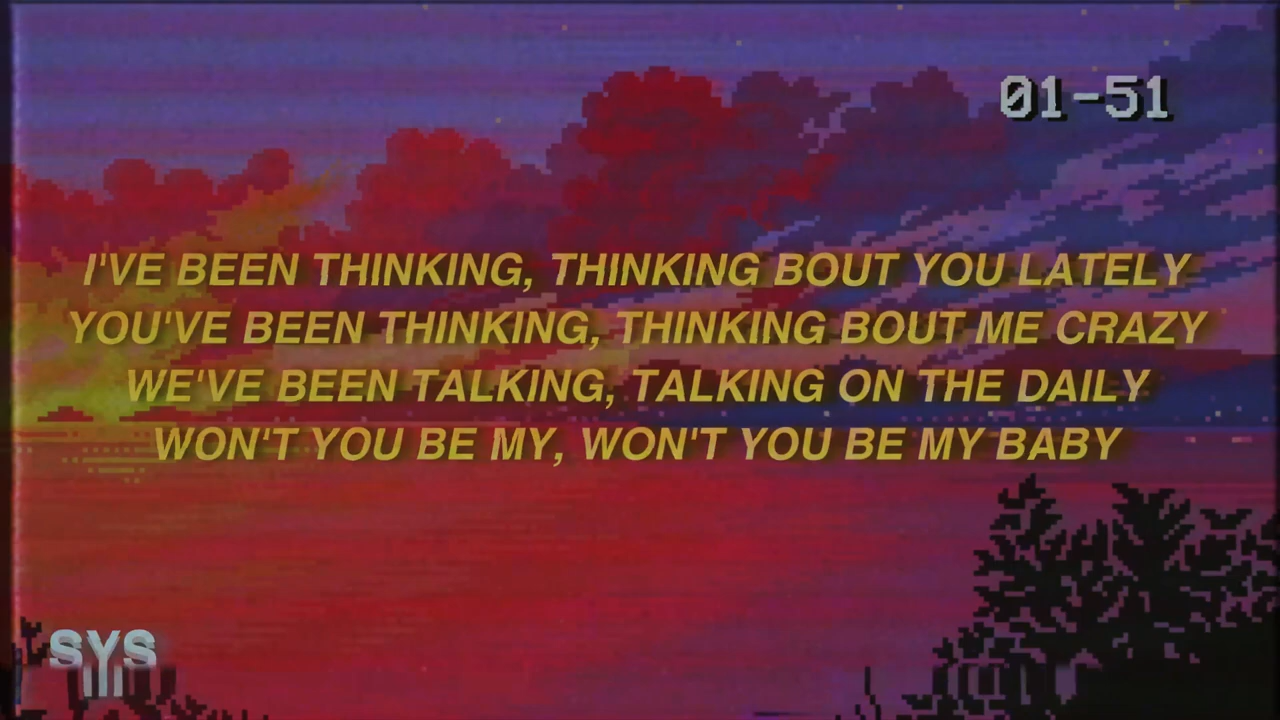 01-51
I'VE BEEN THINKING, THINKING BOUT YOU LATELY
YOU'VE BEEN THINKING, THINKING BOUT ME CRAZY
WE'VE BEEN TALKING, TALKING ON THE DAILY
WON'T YOU BE MY, WON'T YOU BE MY BABY
SYS